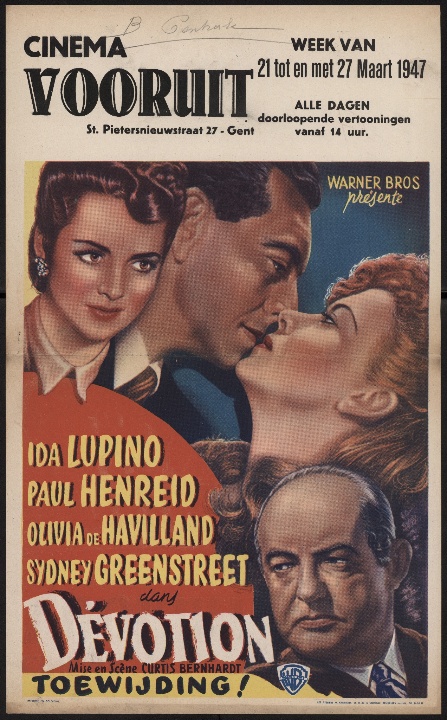 CINEMA
VOORUIT
St. Pietersnieuwstraat 27 - Gent
WEEK VAN
21 tot en met 27 Maart 1947
ALLE DAGEN
doorloopende vertooningen
vanaf 14 uur.
WARNER BROS
présente
IDA LUPINO
PAUL HENREID
OLIVIA DE HAVILLAND
SYDNEY GREENSTREET
dans
DÉVOTION
Mise en Scène CURTIS BERNHARDT
TOEWIJDING!